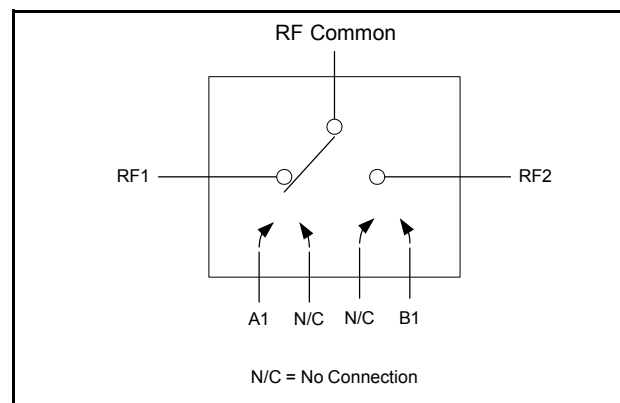 RF Common
RF1
RF2
A1 N/C N/C B1
N/C = No Connection